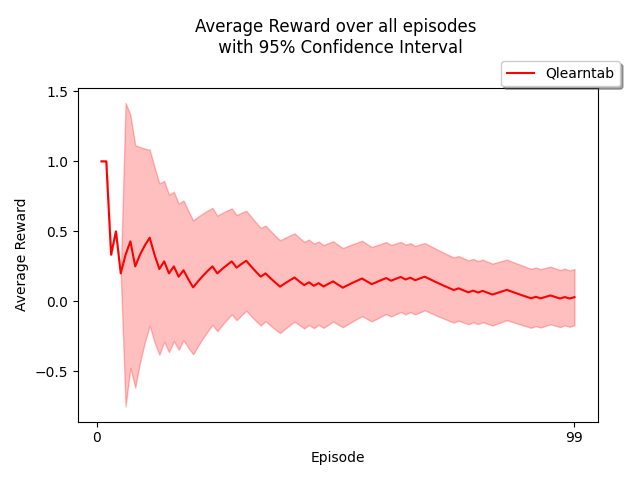 Average Reward over all episodes
with 95% Confidence Interval
Qlearntab
1.5
1.0
0.5
0.0
−0.5
Average Reward
0
99
Episode